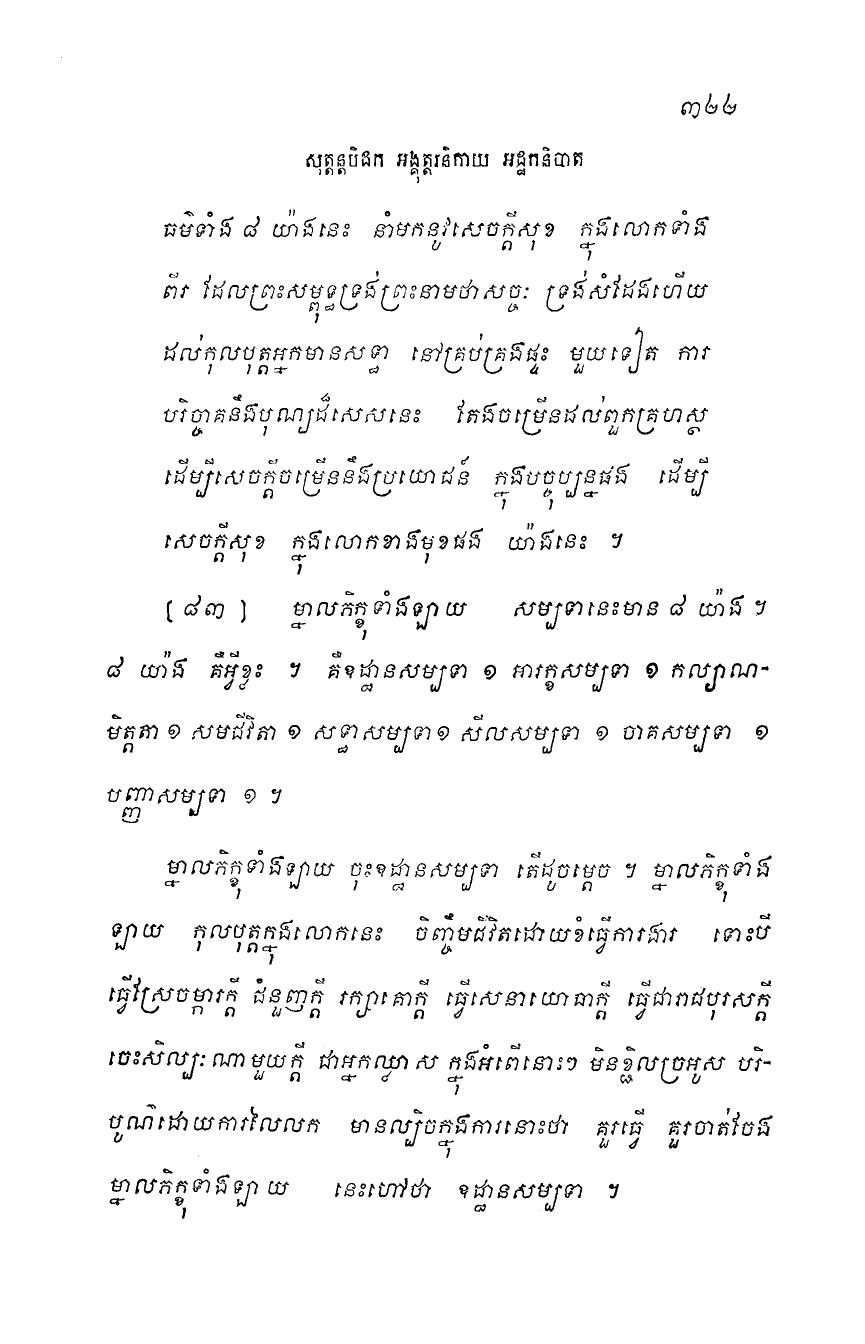 ៣២២
សុត្តន្តបិដក អង្គុត្តរនិកាយ អដ្ឋកនិបាត
ធម៌ទាំង ៨ យ៉ាងនេះ នាំមកនូវសេចក្តីសុខ ក្នុងលោកទាំង
ពីរ ដែលព្រះសម្ពុទ្ធទ្រង់ព្រះនាមថាសច្ចៈ ទ្រង់សំដែងហើយ
ដល់កុលបុត្តអ្នកមានសទ្ធា នៅគ្រប់គ្រងផ្ទះ មួយទៀត ការ
បរិច្ចាគនឹងបុណ្យដ៏សេសនេះ តែងចម្រើនដល់ពួកគ្រហស្ថ
ដើម្បីសេចក្តីចម្រើននឹងប្រយោជន៍ ក្នុងបច្ចុប្បន្នផង ដើម្បី
សេចក្តីសុខ ក្នុងលោកខាងមុខផង យ៉ាងនេះ ។
[ ៨៣ ] ម្នាលភិក្ខុទាំងឡាយ សម្បទានេះមាន ៨ យ៉ាង ។
៨ យ៉ាង គឺអ្វីខ្លះ ។ គឺឧដ្ឋានសម្បទា ១ អារក្ខសម្បទា ១ កល្យាណ-
មិត្តតា ១ សមជីវិតា ១ សទ្ធាសម្បទា ១ សីលសម្បទា ១ ចាគសម្បទា ១
បញ្ញាសម្បទា ១ ។
ម្នាលភិក្ខុទាំងឡាយ ចុះឧដ្ឋានសម្បទា តើដូចម្តេច ។ ម្នាលភិក្ខុទាំង
ឡាយ កុលបុត្តក្នុងលោកនេះ ចិញ្ចឹមជីវិតដោយខំធ្វើការងារ ទោះបី
ធ្វើស្រែចម្ការក្តី ជំនួញក្តី រក្សាគោក្តី ធ្វើសេនាយោធាក្តី ធ្វើជារាជបុរសក្តី
ចេះសិល្បៈណាមួយក្តី ជាអ្នកឈ្វាស ក្នុងអំពើនោះៗ មិនខ្ជិលច្រអូស បរិ-
បូណ៌ដោយការលៃលក មានល្បិចក្នុងការនោះថា គួរធ្វើ គួរចាត់ចែង
ម្នាលភិក្ខុទាំងឡាយ នេះហៅថា ឧដ្ឋានសម្បទា ។